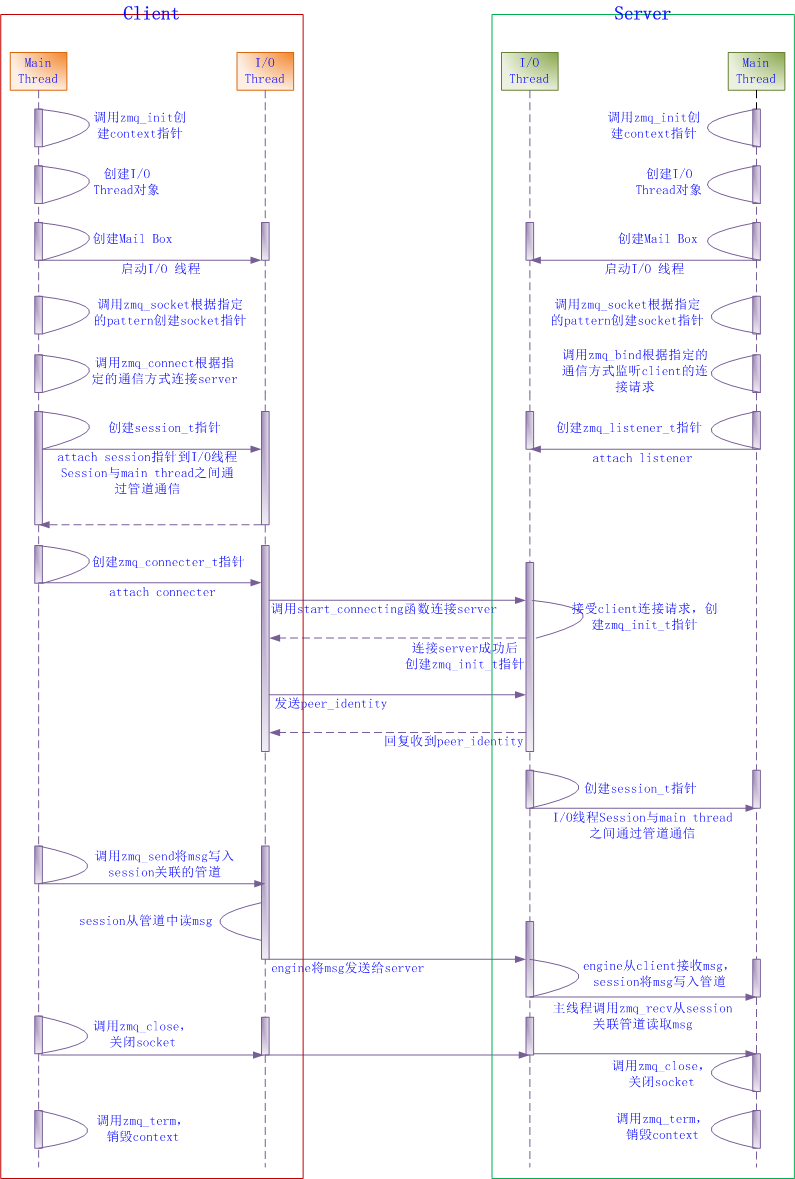 Client
Server
Main
Thread
I/O
Thread
I/O
Thread
Main
Thread
调用zmq_init创
建context指针
调用zmq_init创
建context指针
创建I/O
Thread对象
创建I/O
Thread对象
创建Mail Box
创建Mail Box
启动I/O 线程
启动I/O 线程
调用zmq_socket根据指定
的pattern创建socket指针
调用zmq_socket根据指定
的pattern创建socket指针
调用zmq_connect根据指
定的通信方式连接server
调用zmq_bind根据指定的
通信方式监听client的连
接请求
创建session_t指针
创建zmq_listener_t指针
attach session指针到I/O线程
Session与main thread之间通
过管道通信
attach listener
创建zmq_connecter_t指针
attach connecter
调用start_connecting函数连接server
接受client连接请求，创
建zmq_init_t指针
连接server成功后
创建zmq_init_t指针
发送peer_identity
回复收到peer_identity
创建session_t指针
I/O线程Session与main thread
之间通过管道通信
调用zmq_send将msg写入
session关联的管道
session从管道中读msg
engine将msg发送给server
engine从client接收msg，
session将msg写入管道
主线程调用zmq_recv从session
关联管道读取msg
调用zmq_close，
关闭socket
调用zmq_close，
关闭socket
调用zmq_term，
销毁context
调用zmq_term，
销毁context